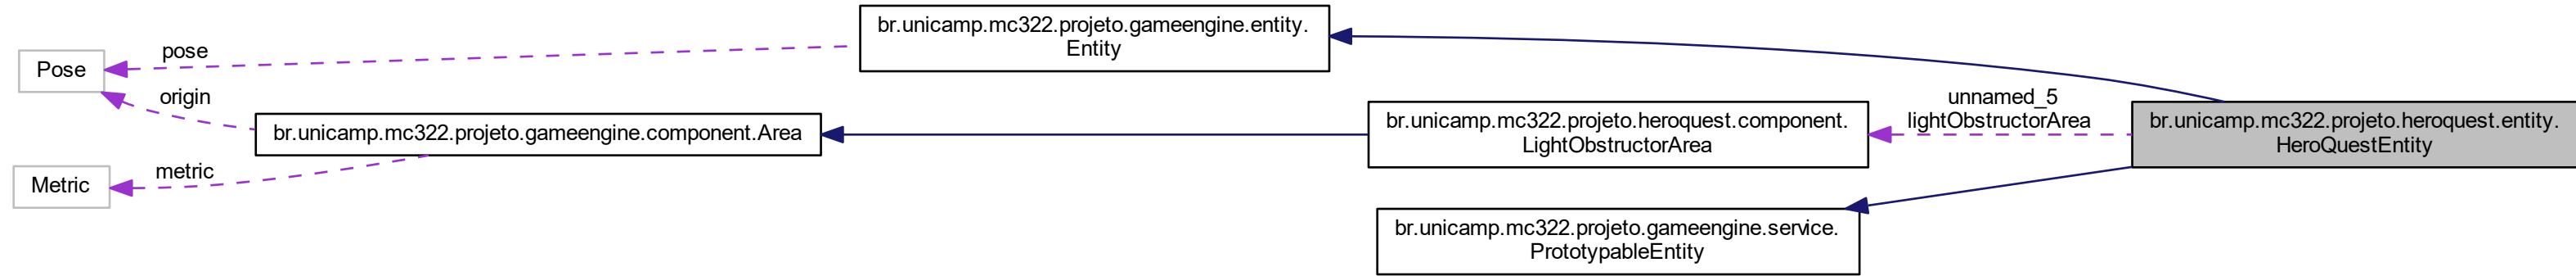 br.unicamp.mc322.projeto.gameengine.entity.
Entity
pose
Pose
origin
br.unicamp.mc322.projeto.gameengine.component.Area
metric
Metric
br.unicamp.mc322.projeto.heroquest.component.
LightObstructorArea
unnamed_5
lightObstructorArea
br.unicamp.mc322.projeto.heroquest.entity.
HeroQuestEntity
br.unicamp.mc322.projeto.gameengine.service.
PrototypableEntity